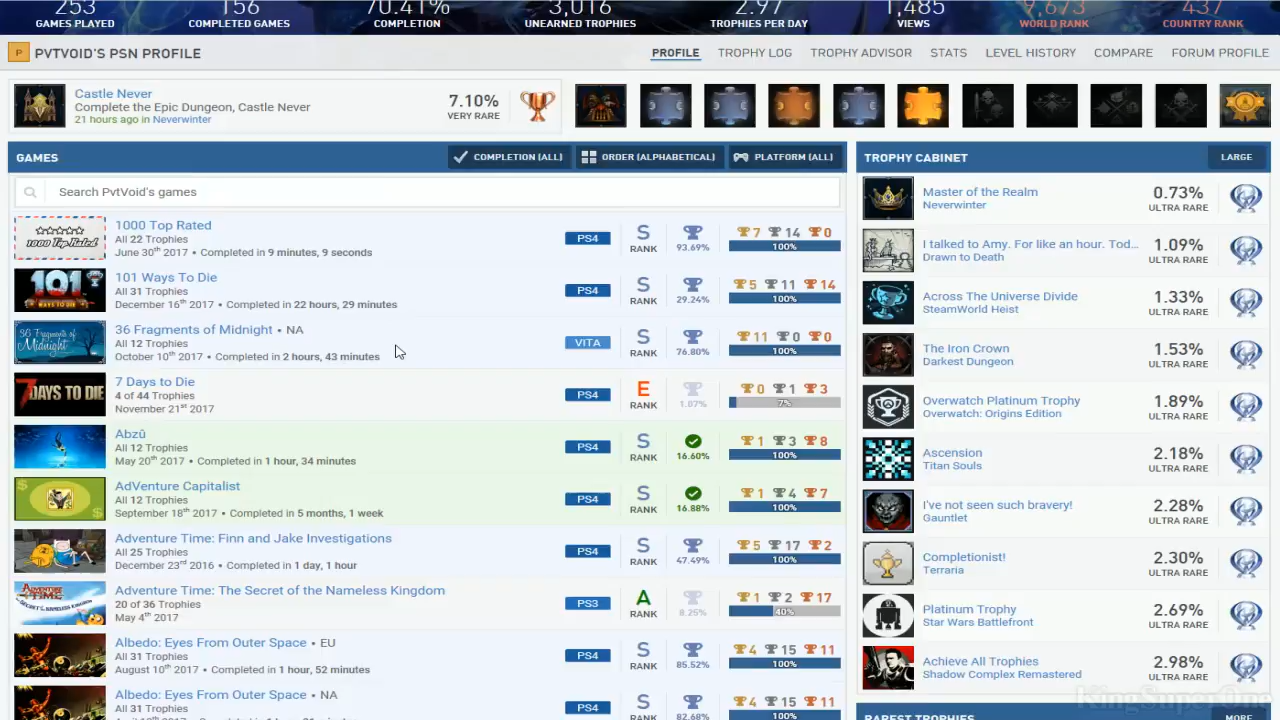 253 156 70.41% 3,016 2.97 1,485 9,673 437
GAMES PLAYED COMPLETED GAMES COMPLETION UNEARNED TROPHIES TROPHIES PER DAY VIEWS WORLD RANK COUNTRY RANK
P PVTVOID'S PSN PROFILE PROFILE TROPHY LOG TROPHY ADVISOR STATS LEVEL HISTORY COMPARE FORUM PROFILE
Castle Never
Complete the Epic Dungeon, Castle Never
21 hours ago in Neverwinter
7.10%
VERY RARE
GAMES COMPLETION (ALL) ORDER (ALPHABETICAL) PLATFORM (ALL)
Search PvtVoid's games
1000 Top Rated
1000 Top Rated
All 22 Trophies
June 30th 2017 • Completed in 9 minutes, 9 seconds
PS4 S RANK 93.69% 7 14 0 100%
101 WAYS TO DIE
101 Ways To Die
All 31 Trophies
December 16th 2017 • Completed in 22 hours, 29 minutes
PS4 S RANK 29.24% 5 11 14 100%
36 Fragments of Midnight
36 Fragments of Midnight • NA
All 12 Trophies
October 10th 2017 • Completed in 2 hours, 43 minutes
VITA S RANK 76.80% 11 0 0 100%
7 DAYS TO DIE
7 Days to Die
4 of 44 Trophies
November 21st 2017
PS4 E RANK 1.07% 0 1 3 7%
Abzû
All 12 Trophies
May 20th 2017 • Completed in 1 hour, 34 minutes
PS4 S RANK 16.60% 1 3 8 100%
AdVenture Capitalist
All 12 Trophies
September 18th 2017 • Completed in 5 months, 1 week
PS4 S RANK 16.88% 1 4 7 100%
Adventure Time: Finn and Jake Investigations
All 25 Trophies
December 23rd 2016 • Completed in 1 day, 1 hour
PS4 S RANK 47.49% 5 17 2 100%
Adventure Time: The Secret of the Nameless Kingdom
20 of 36 Trophies
May 4th 2017
PS3 A RANK 8.25% 1 2 17 40%
Albedo: Eyes From Outer Space • EU
All 31 Trophies
August 10th 2017 • Completed in 1 hour, 52 minutes
PS4 S RANK 85.52% 4 15 11 100%
Albedo: Eyes From Outer Space • NA
All 31 Trophies
PS4 S RANK 82.68% 4 15 11 100%
TROPHY CABINET LARGE
Master of the Realm
Neverwinter
0.73%
ULTRA RARE
I talked to Amy. For like an hour. Tod...
Drawn to Death
1.09%
ULTRA RARE
Across The Universe Divide
SteamWorld Heist
1.33%
ULTRA RARE
The Iron Crown
Darkest Dungeon
1.53%
ULTRA RARE
Overwatch Platinum Trophy
Overwatch: Origins Edition
1.89%
ULTRA RARE
Ascension
Titan Souls
2.18%
ULTRA RARE
I've not seen such bravery!
Gauntlet
2.28%
ULTRA RARE
Completionist!
Terraria
2.30%
ULTRA RARE
Platinum Trophy
Star Wars Battlefront
2.69%
ULTRA RARE
Achieve All Trophies
Shadow Complex Remastered
2.98%
ULTRA RARE
KingSuperOne
RAREST TROPHIES MORE